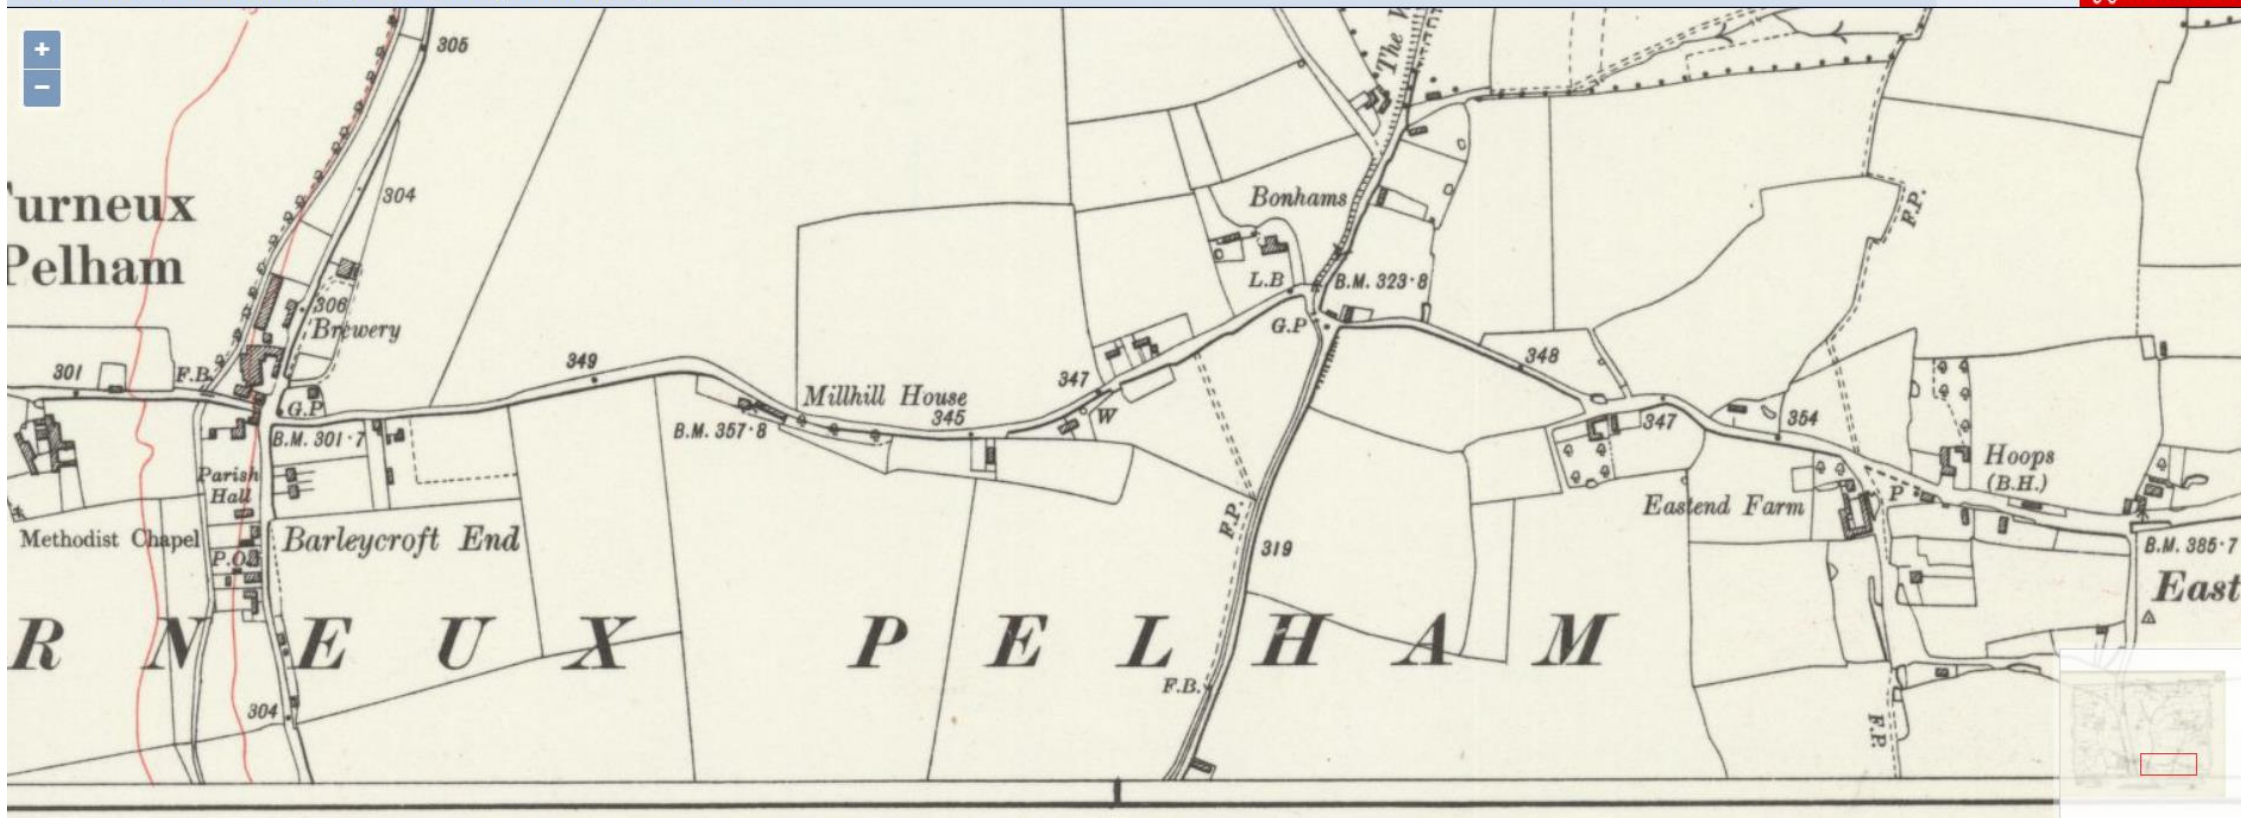 +
−
305
The
304
urneux
Pelham
Bonhams
F.P.
L.B
B.M. 323·8
306
Brewery
G.P
301
F.B.
349
347
348
Millhill House
345
W
G.P
B.M. 301·7
B.M. 357·8
347
354
Parish
Hall
Hoops
(B.H.)
P
Eastend Farm
Methodist Chapel
Barleycroft End
P.O.
F.P.
319
B.M. 385·7
East
R N E U X P E L H A M
F.B.
304
F.P.